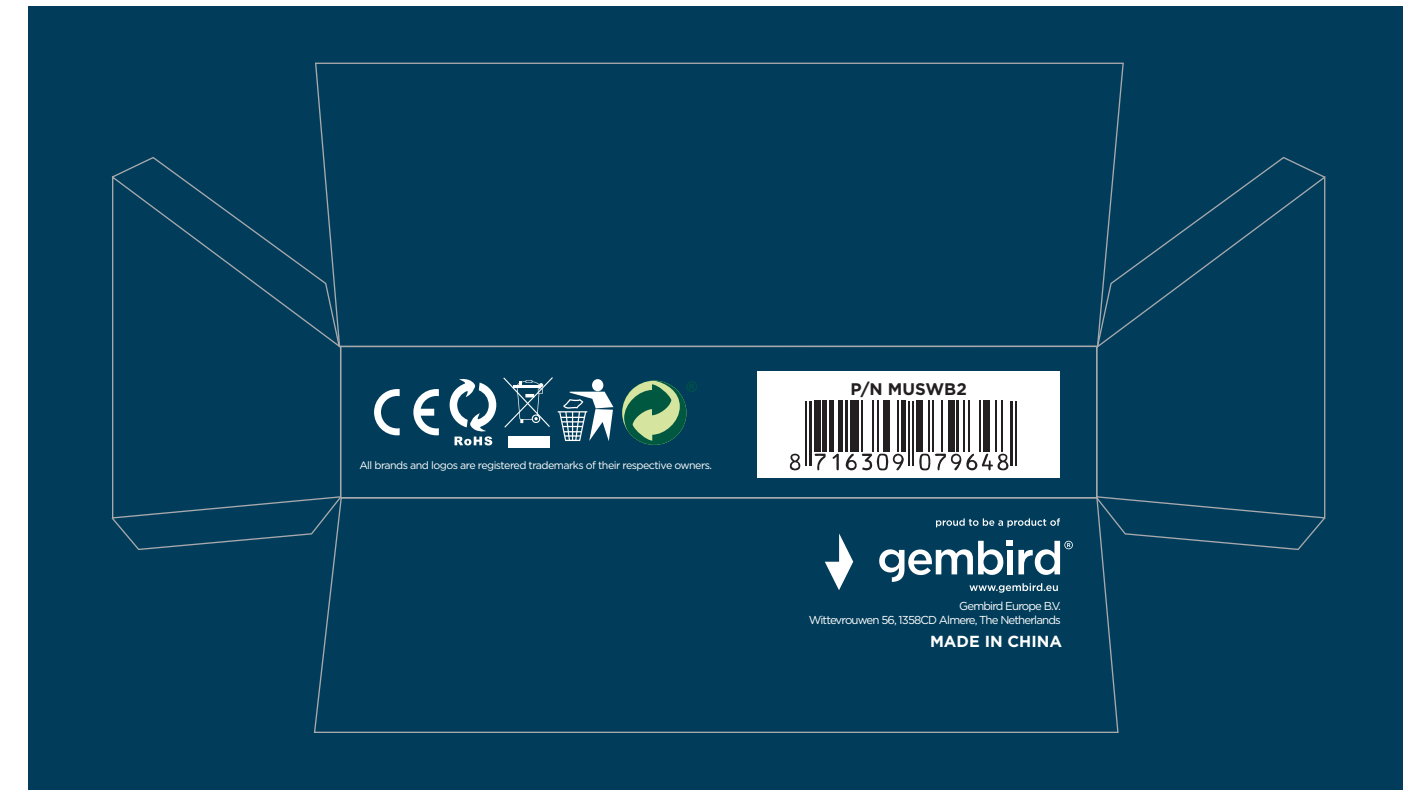 CE
RoHS
®
All brands and logos are registered trademarks of their respective owners.
P/N MUSWB2
8 716309 079648
proud to be a product of
gembird®
www.gembird.eu
Gembird Europe B.V.
Wittevrouwen 56, 1358CD Almere, The Netherlands
MADE IN CHINA